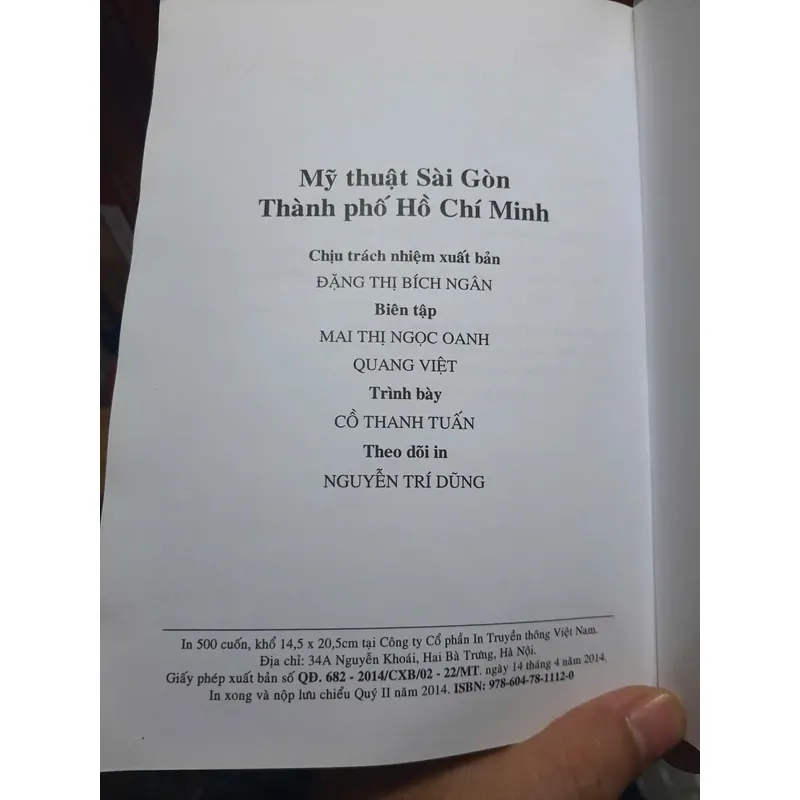 Mỹ thuật Sài Gòn
Thành phố Hồ Chí Minh
Chịu trách nhiệm xuất bản
ĐẶNG THỊ BÍCH NGÂN
Biên tập
MAI THỊ NGỌC OANH
QUANG VIỆT
Trình bày
CỒ THANH TUẤN
Theo dõi in
NGUYỄN TRÍ DŨNG
In 500 cuốn, khổ 14,5 x 20,5cm tại Công ty Cổ phần In Truyền thông Việt Nam.
Địa chỉ: 34A Nguyễn Khoái, Hai Bà Trưng, Hà Nội.
Giấy phép xuất bản số QĐ. 682 - 2014/CXB/02 - 22/MT. ngày 14 tháng 4 năm 2014.
In xong và nộp lưu chiểu Quý II năm 2014. ISBN: 978-604-78-1112-0